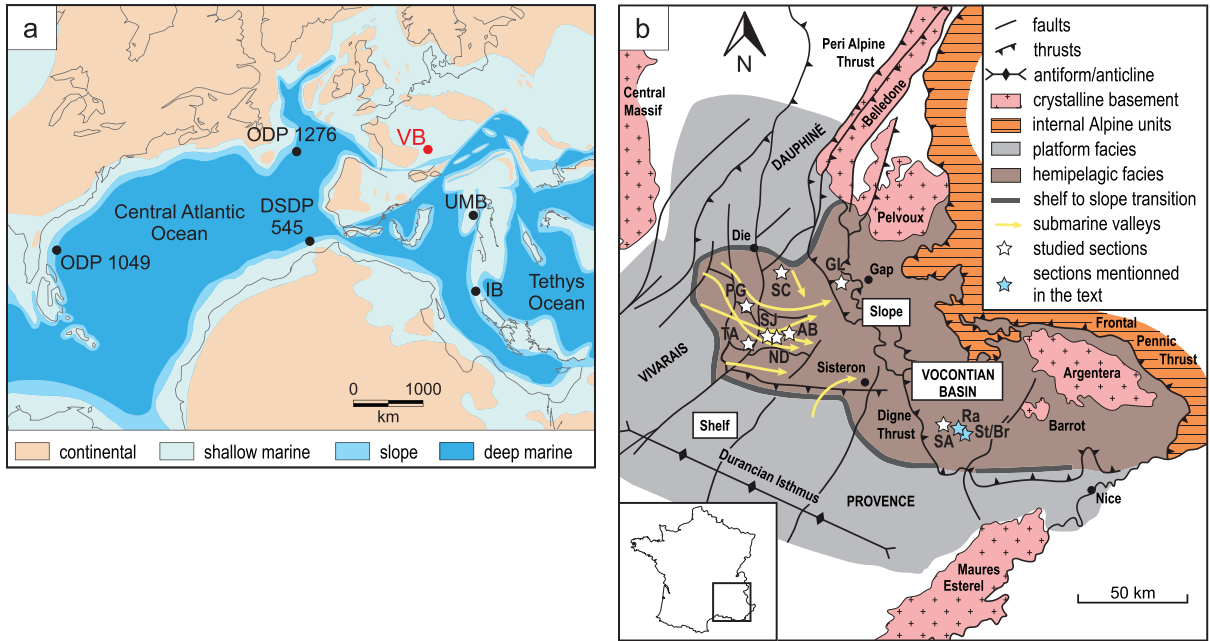 a
ODP 1276
VB
Central Atlantic
Ocean
DSDP
545
UMB
ODP 1049
IB
Tethys
Ocean
0 1000
km
continental
shallow marine
slope
deep marine
b
N
Peri Alpine
Thrust
Belledone
Central
Massif
DAUPHINÉ
Pelvoux
Die
GL
Gap
SC
PG
Slope
SJ
TA
AB
ND
VIVARAIS
Sisteron
VOCONTIAN
BASIN
Frontal
Pennic
Thrust
Argentera
Shelf
Digne
Thrust
Ra
SA
St/Br
Barrot
Durancian Isthmus
PROVENCE
Nice
Maures
Esterel
50 km
faults
thrusts
antiform/anticline
crystalline basement
internal Alpine units
platform facies
hemipelagic facies
shelf to slope transition
submarine valleys
studied sections
sections mentionned
in the text